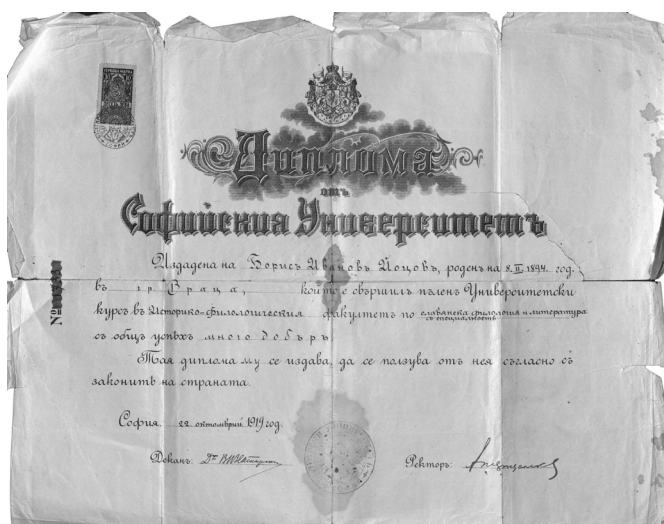 Диплома
отъ
Софийския Университетъ
Издадена на Борисъ Ивановъ Йоцовъ, роденъ на 8. II. 1894. год.
въ гр. Враца, който е свършилъ пъленъ Университетски
курсъ въ Историко-филологическия факултетъ по славянска филология и литература
с специалность
съ общъ успѣхъ много добъръ
Тая диплома му се издава, да се ползува отъ нея съгласно съ
законитѣ на страната.
София. 22 октомврий 1919 год.
Деканъ: Д-ръ
Ректоръ:
№